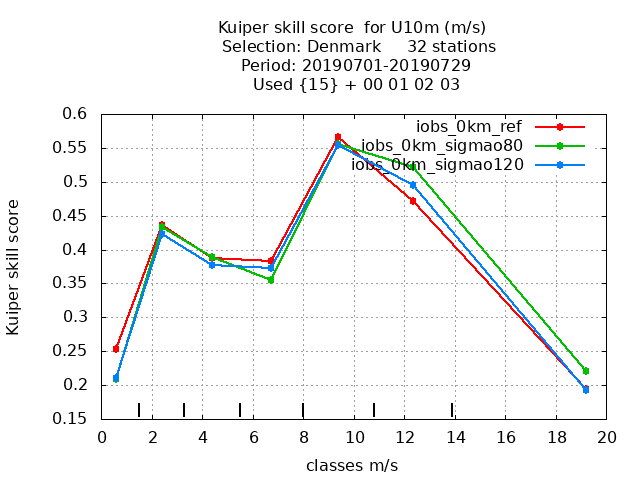 Kuiper skill score  for U10m (m/s)
Selection: Denmark     32 stations
Period: 20190701-20190729
Used {15} + 00 01 02 03
iobs_0km_ref
iobs_0km_sigmao80
iobs_0km_sigmao120
Kuiper skill score
0.6
0.55
0.5
0.45
0.4
0.35
0.3
0.25
0.2
0.15
0 2 4 6 8 10 12 14 16 18 20
classes m/s